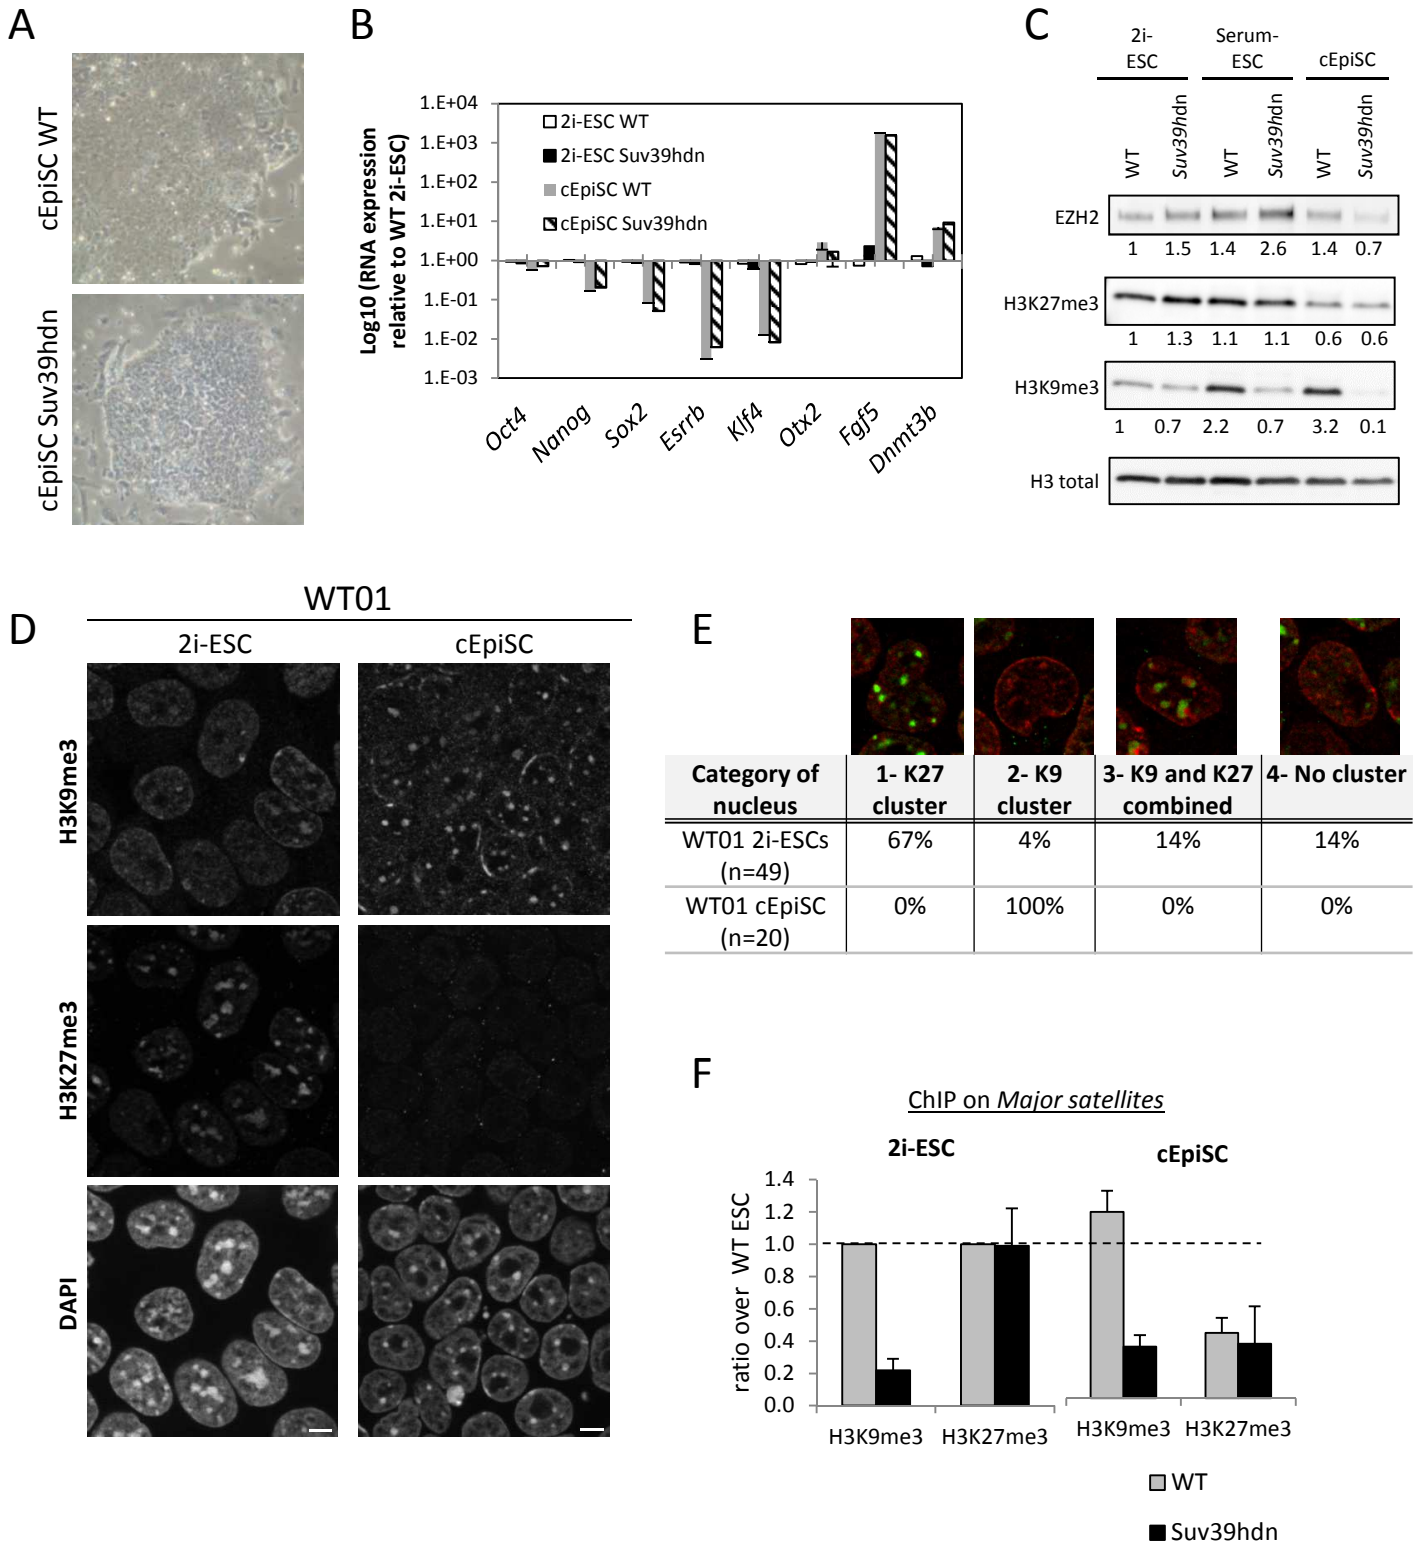 A
cEpiSC WT
cEpiSC Suv39hdn
B
Log10 (RNA expression
relative to WT 2i-ESC)
1.E+04
1.E+03
1.E+02
1.E+01
1.E+00
1.E-01
1.E-02
1.E-03
2i-ESC WT
2i-ESC Suv39hdn
cEpiSC WT
cEpiSC Suv39hdn
Oct4
Nanog
Sox2
Esrrb
Klf4
Otx2
Fgf5
Dnmt3b
C
2i-
ESC
Serum-
ESC
cEpiSC
WT
Suv39hdn
WT
Suv39hdn
WT
Suv39hdn
EZH2
1 1.5 1.4 2.6 1.4 0.7
H3K27me3
1 1.3 1.1 1.1 0.6 0.6
H3K9me3
1 0.7 2.2 0.7 3.2 0.1
H3 total
D
WT01
2i-ESC cEpiSC
H3K9me3
H3K27me3
DAPI
E
Category of nucleus
1- K27 cluster
2- K9 cluster
3- K9 and K27 combined
4- No cluster
WT01 2i-ESCs (n=49)
67% 4% 14% 14%
WT01 cEpiSC (n=20)
0% 100% 0% 0%
F
ChIP on Major satellites
2i-ESC
cEpiSC
ratio over WT ESC
1.4
1.2
1.0
0.8
0.6
0.4
0.2
0.0
H3K9me3 H3K27me3
H3K9me3 H3K27me3
WT
Suv39hdn